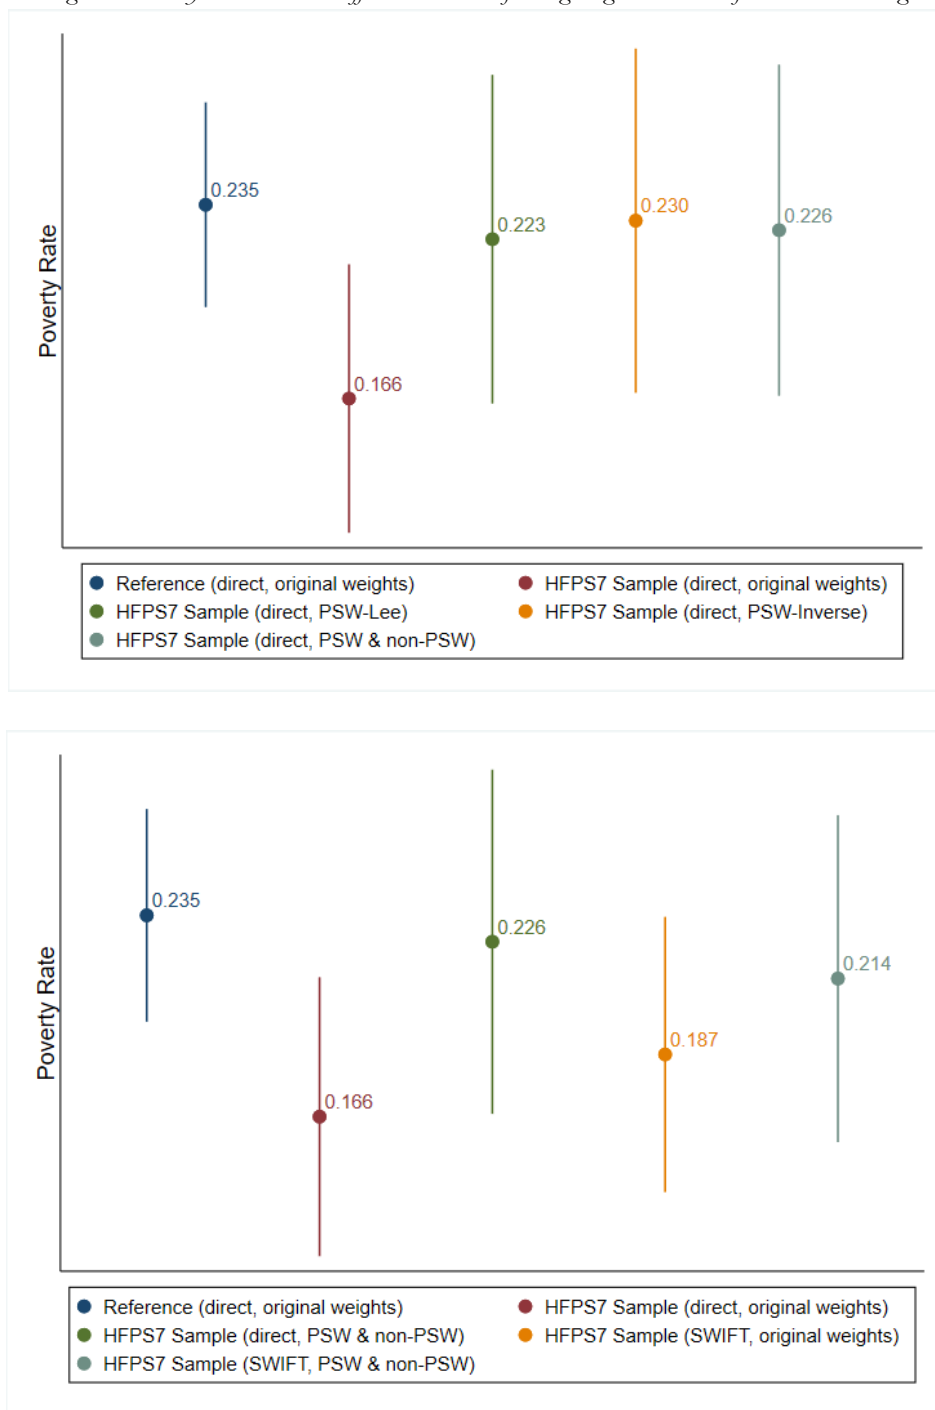 0.235
0.166
0.223
0.230
0.226
Poverty Rate
Reference (direct, original weights)
HFPS7 Sample (direct, original weights)
HFPS7 Sample (direct, PSW-Lee)
HFPS7 Sample (direct, PSW-Inverse)
HFPS7 Sample (direct, PSW & non-PSW)
0.235
0.166
0.226
0.187
0.214
Poverty Rate
Reference (direct, original weights)
HFPS7 Sample (direct, original weights)
HFPS7 Sample (direct, PSW & non-PSW)
HFPS7 Sample (SWIFT, original weights)
HFPS7 Sample (SWIFT, PSW & non-PSW)